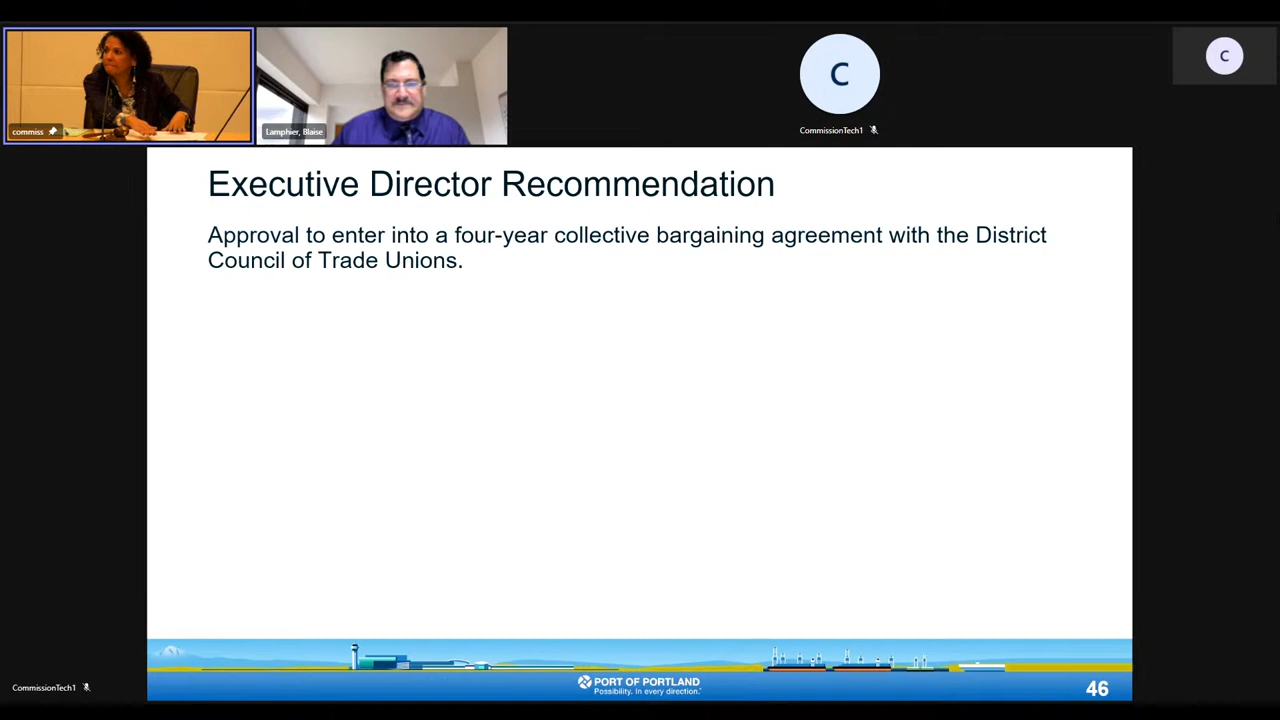 C
C
commiss
Lamphier, Blaise
CommissionTech1
Executive Director Recommendation
Approval to enter into a four-year collective bargaining agreement with the District
Council of Trade Unions.
PORT OF PORTLAND
Possibility. In every direction.
46
CommissionTech1